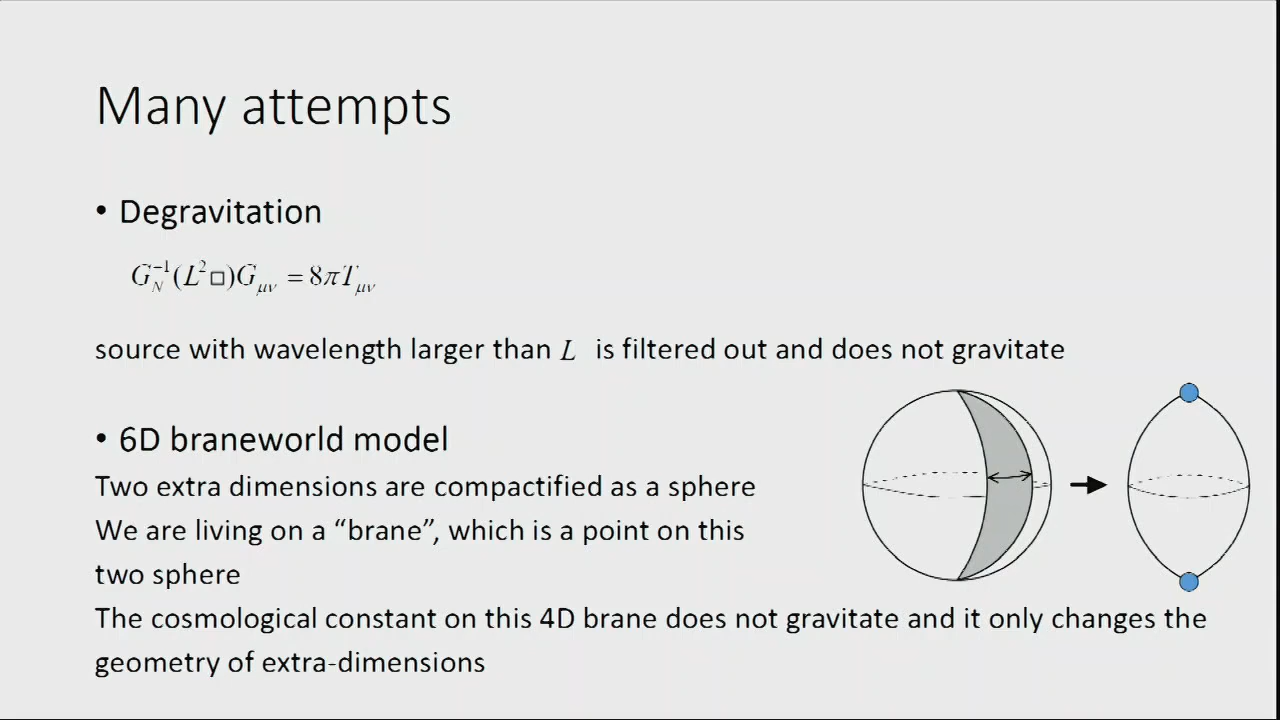 Many attempts
• Degravitation
G_N^{-1}(L^2□)G_{μν} = 8πT_{μν}
source with wavelength larger than L is filtered out and does not gravitate
• 6D braneworld model
Two extra dimensions are compactified as a sphere
We are living on a “brane”, which is a point on this
two sphere
The cosmological constant on this 4D brane does not gravitate and it only changes the
geometry of extra-dimensions